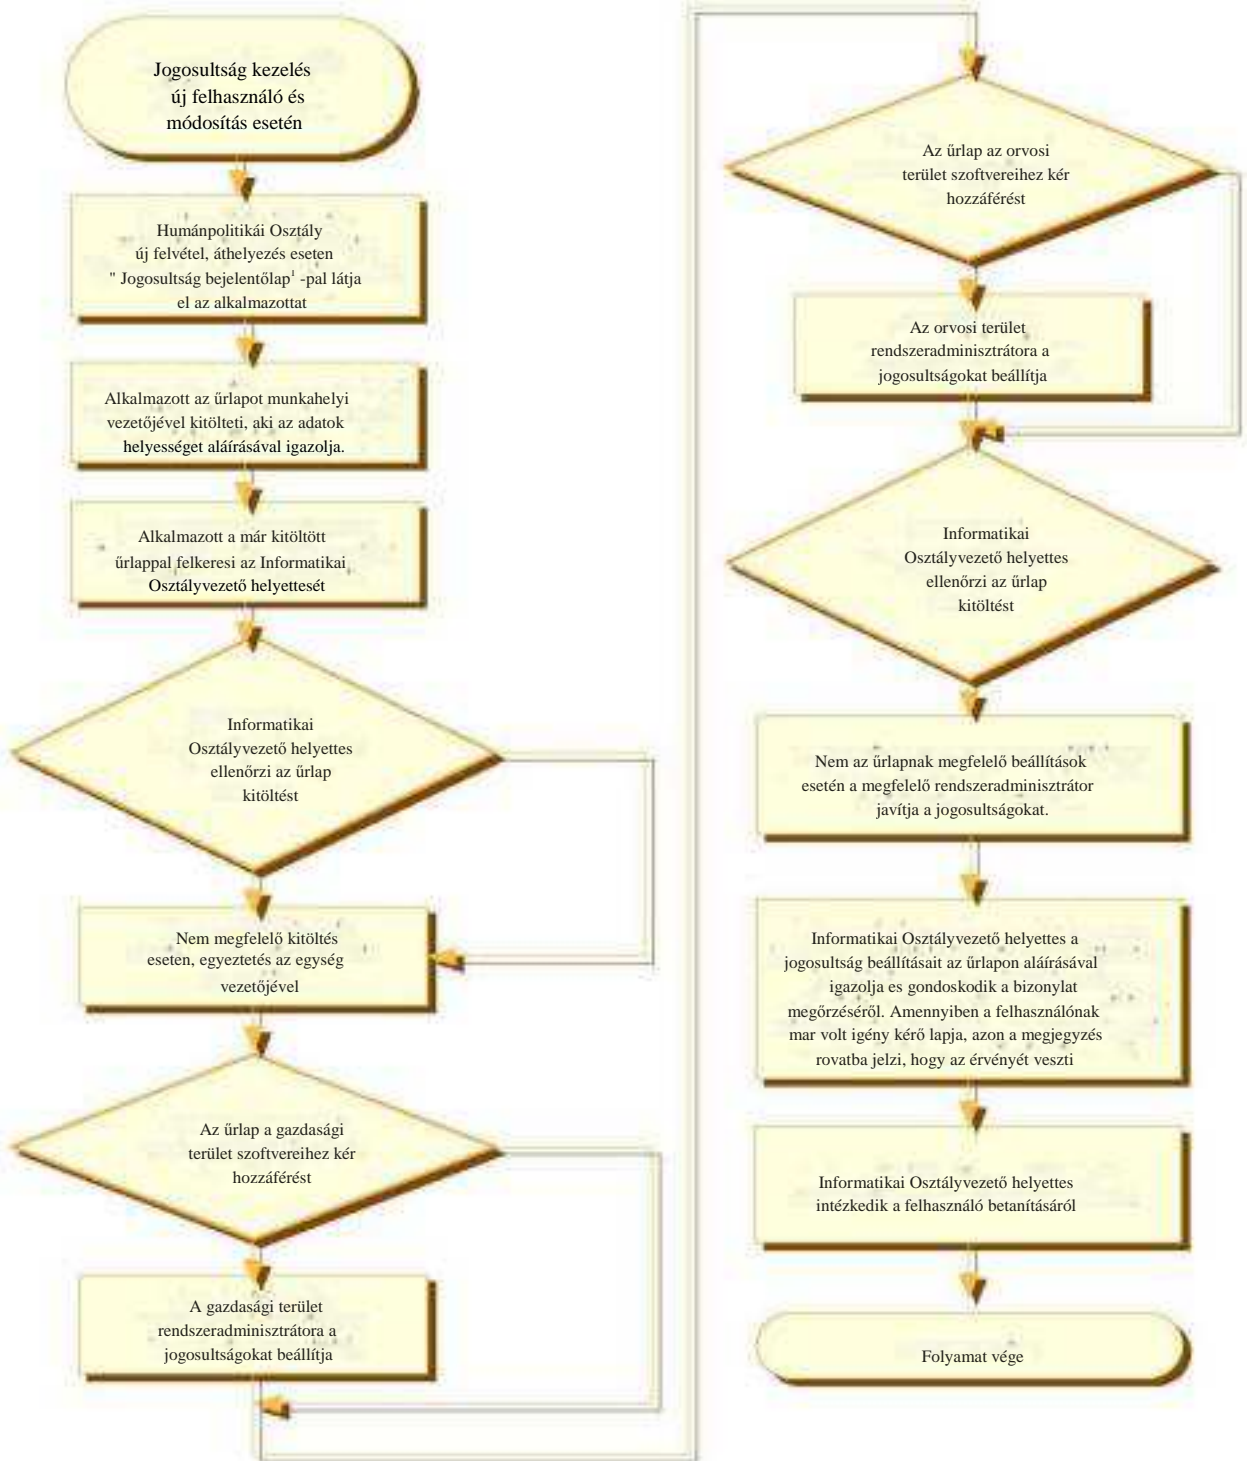 Jogosultság kezelés
új felhasználó és
módosítás esetén
Humánpolitikái Osztály
új felvétel, áthelyezés eseten
" Jogosultság bejelentőlap¹ -pal látja
el az alkalmazottat
Alkalmazott az űrlapot munkahelyi
vezetőjével kitölteti, aki az adatok
helyességet aláírásával igazolja.
Alkalmazott a már kitöltött
űrlappal felkeresi az Informatikai
Osztályvezető helyettesét
Informatikai
Osztályvezető helyettes
ellenőrzi az űrlap
kitöltést
Nem megfelelő kitöltés
eseten, egyeztetés az egység
vezetőjével
Az űrlap a gazdasági
terület szoftvereihez kér
hozzáférést
A gazdasági terület
rendszeradminisztrátora a
jogosultságokat beállítja
Az űrlap az orvosi
terület szoftvereihez kér
hozzáférést
Az orvosi terület
rendszeradminisztrátora a
jogosultságokat beállítja
Informatikai
Osztályvezető helyettes
ellenőrzi az űrlap
kitöltést
Nem az űrlapnak megfelelő beállítások
esetén a megfelelő rendszeradminisztrátor
javítja a jogosultságokat.
Informatikai Osztályvezető helyettes a
jogosultság beállításait az űrlapon aláírásával
igazolja es gondoskodik a bizonylat
megőrzéséről. Amennyiben a felhasználónak
mar volt igény kérő lapja, azon a megjegyzés
rovatba jelzi, hogy az érvényét veszti
Informatikai Osztályvezető helyettes
intézkedik a felhasználó betanításáról
Folyamat vége